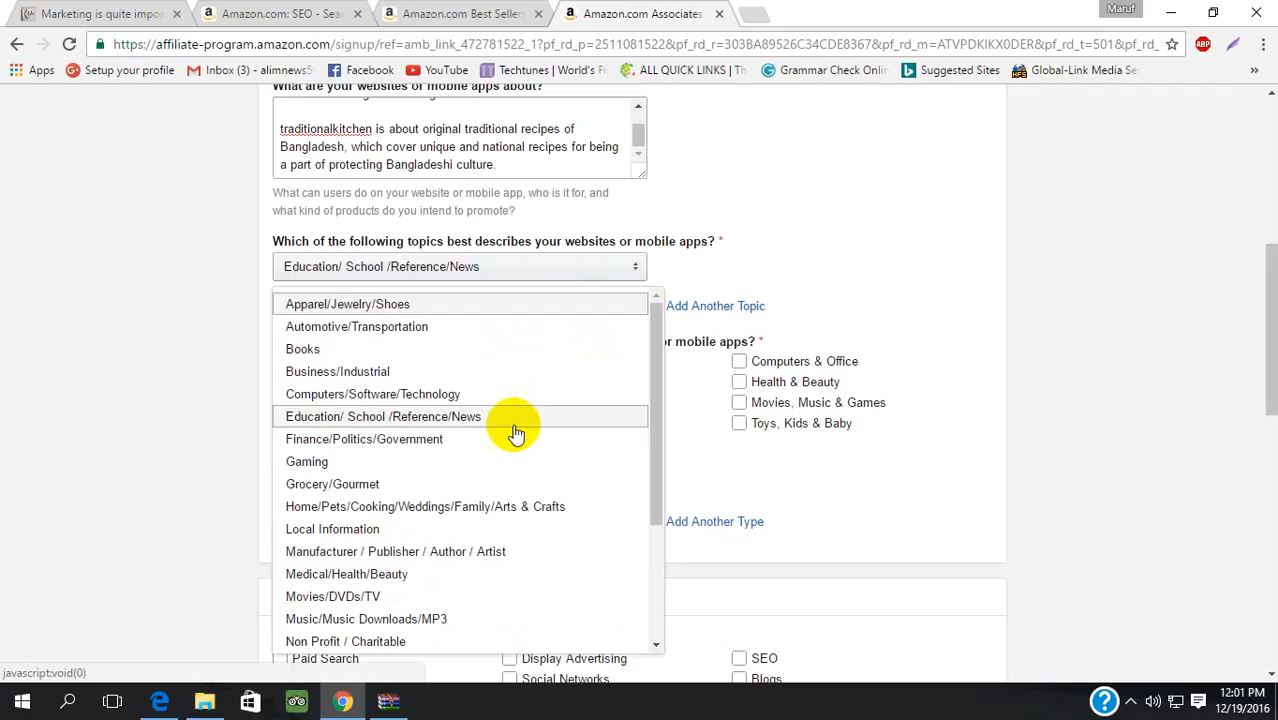 Marketing is quite impos
Amazon.com: SEO - Sear
Amazon.com Best Sellers
Amazon.com Associates
Maruf
https://affiliate-program.amazon.com/signup/ref=amb_link_472781522_1?pf_rd_p=2511081522&pf_rd_r=303BA89526C34CDE8367&pf_rd_m=ATVPDKIKX0DER&pf_rd_t=501&pf_rd_
ABP
Apps
Setup your profile
Inbox (3) - alimnews@
Facebook
YouTube
Techtunes | World's Fi
ALL QUICK LINKS | Th
Grammar Check Onlin
Suggested Sites
Global-Link Media Se
What are your websites or mobile apps about?
traditionalkitchen is about original traditional recipes of
Bangladesh, which cover unique and national recipes for being
a part of protecting Bangladeshi culture.
What can users do on your website or mobile app, who is it for, and
what kind of products do you intend to promote?
Which of the following topics best describes your websites or mobile apps? *
Education/ School /Reference/News
Apparel/Jewelry/Shoes
Add Another Topic
Automotive/Transportation
or mobile apps? *
Books
Computers & Office
Business/Industrial
Health & Beauty
Computers/Software/Technology
Movies, Music & Games
Education/ School /Reference/News
Toys, Kids & Baby
Finance/Politics/Government
Gaming
Grocery/Gourmet
Home/Pets/Cooking/Weddings/Family/Arts & Crafts
Local Information
Add Another Type
Manufacturer / Publisher / Author / Artist
Medical/Health/Beauty
Movies/DVDs/TV
Music/Music Downloads/MP3
Non Profit / Charitable
Paid Search
Display Advertising
SEO
Social Networks
Blogs
javascript:void(0)
12:01 PM
12/19/2016